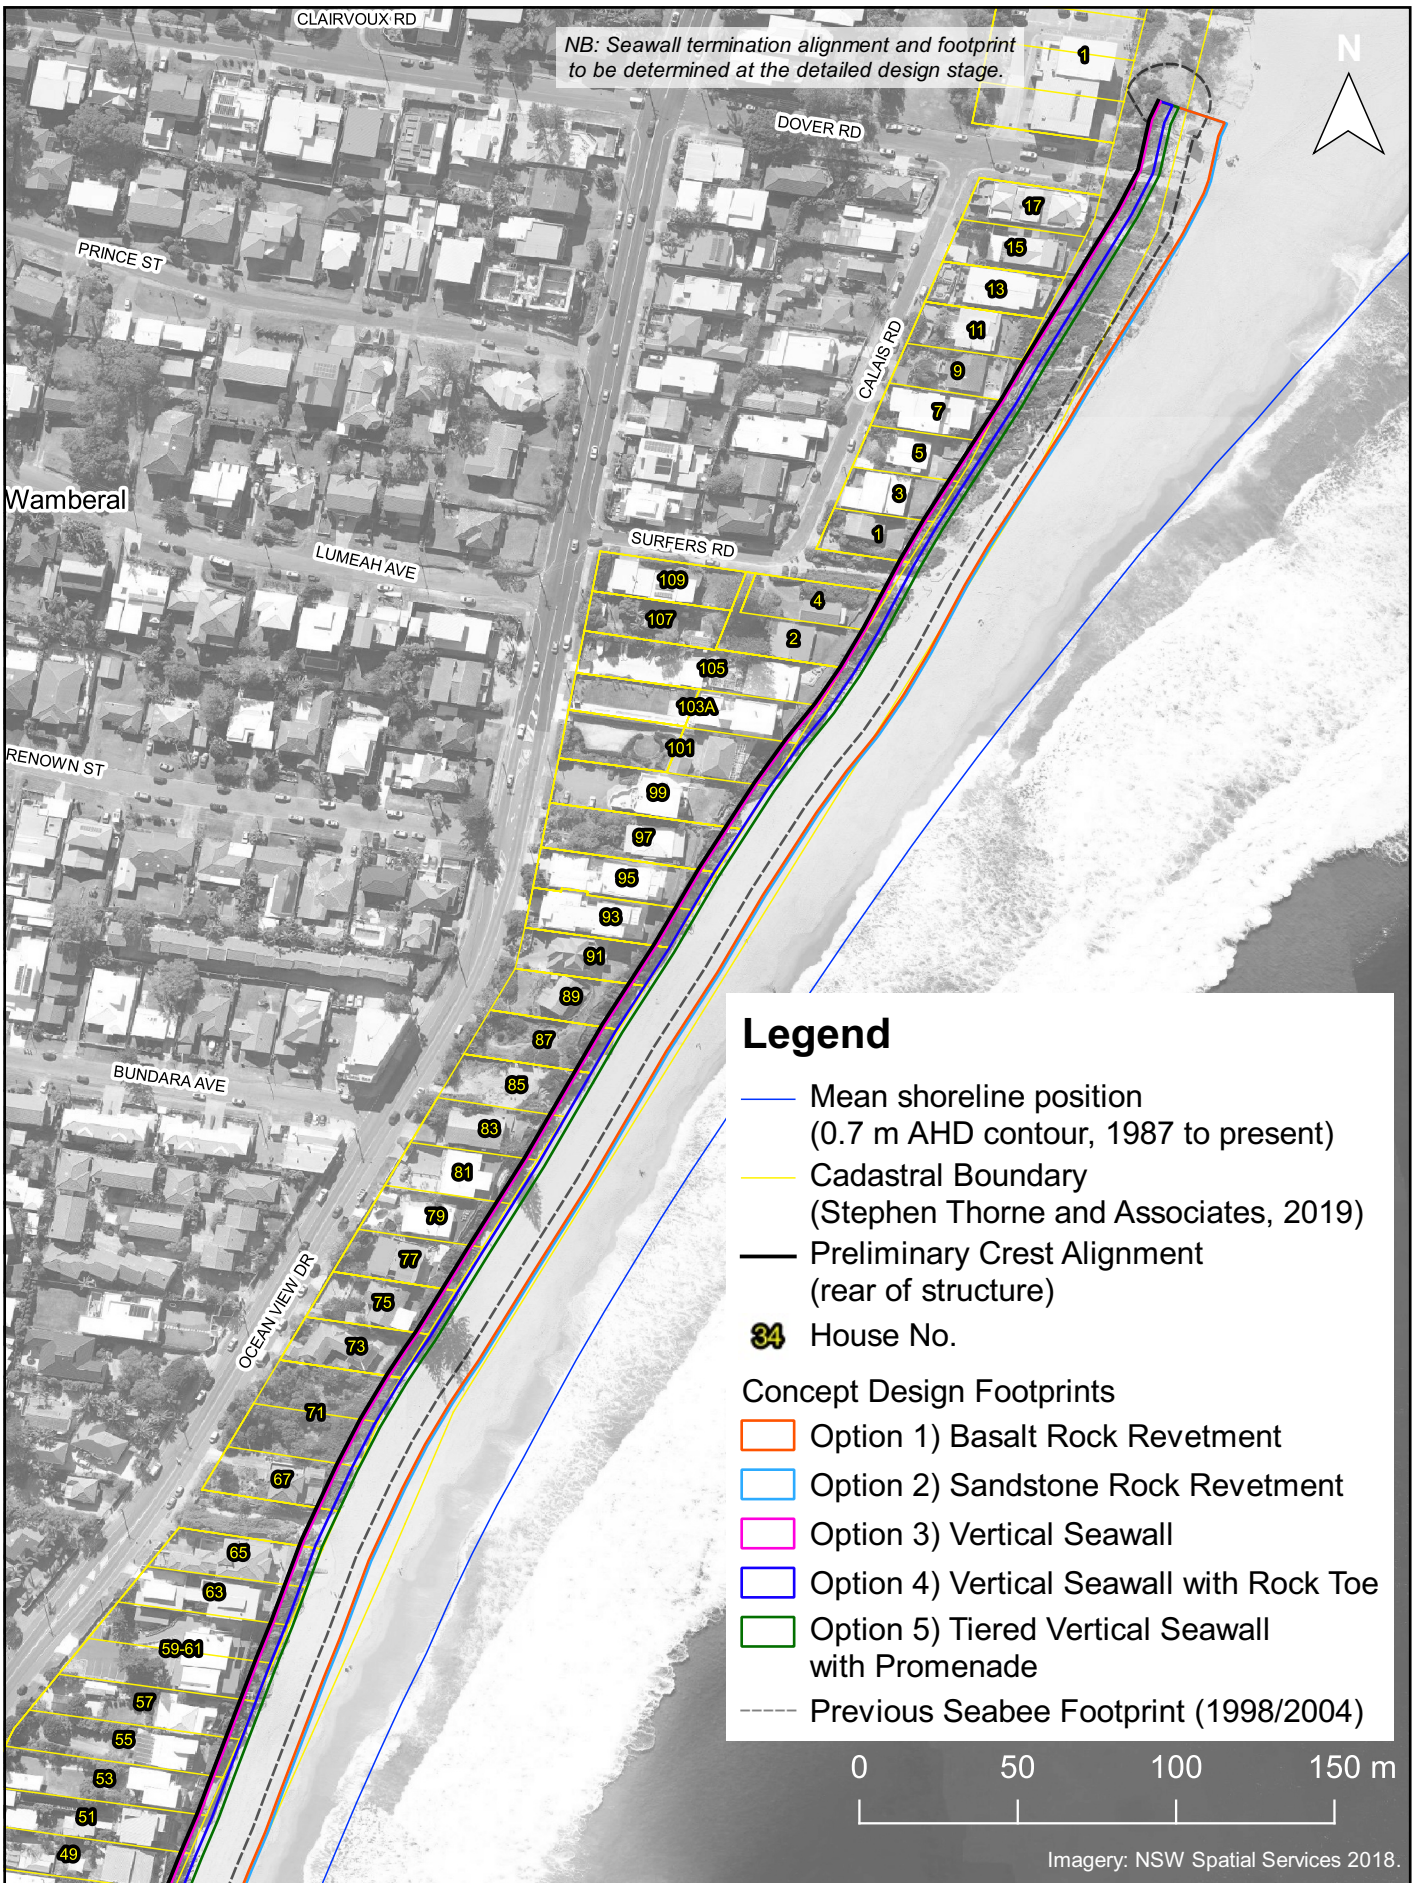 CLAIRVOUX RD
NB: Seawall termination alignment and footprint
to be determined at the detailed design stage.
1
N
DOVER RD
17
PRINCE ST
15
13
11
CALAIS RD
9
7
5
Wamberal
3
1
SURFERS RD
LUMEAH AVE
109
4
107
2
105
103A
101
RENOWN ST
99
97
95
93
91
89
87
85
BUNDARA AVE
83
81
79
77
OCEAN VIEW DR
75
73
71
67
65
63
59-61
57
55
53
51
49
Legend
Mean shoreline position
(0.7 m AHD contour, 1987 to present)
Cadastral Boundary
(Stephen Thorne and Associates, 2019)
Preliminary Crest Alignment
(rear of structure)
34 House No.
Concept Design Footprints
Option 1) Basalt Rock Revetment
Option 2) Sandstone Rock Revetment
Option 3) Vertical Seawall
Option 4) Vertical Seawall with Rock Toe
Option 5) Tiered Vertical Seawall
with Promenade
Previous Seabee Footprint (1998/2004)
0 50 100 150 m
Imagery: NSW Spatial Services 2018.